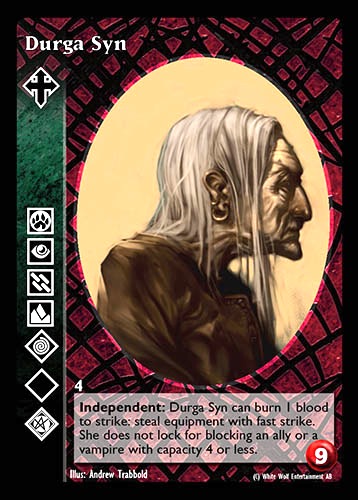 Durga Syn
4
Independent: Durga Syn can burn 1 blood
to strike: steal equipment with fast strike.
She does not lock for blocking an ally or a
vampire with capacity 4 or less.
9
Illus: Andrew Trabbold
(C) White Wolf Entertainment AB